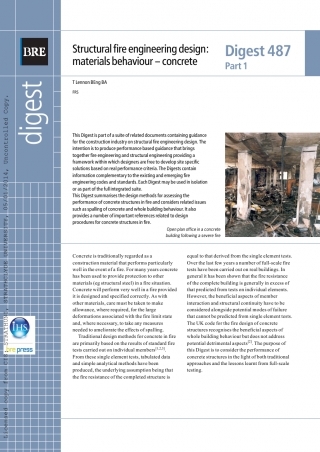 BRE
digest
Structural fire engineering design:
materials behaviour – concrete
Digest 487
Part 1
T Lennon BEng BA
FRS
This Digest is part of a suite of related documents containing guidance
for the construction industry on structural fire engineering design. The
intention is to produce performance-based guidance that brings
together fire engineering and structural engineering providing a
framework within which designers are free to develop site specific
solutions based on real performance criteria. The Digests contain
information complementary to the existing and emerging fire
engineering codes and standards. Each Digest may be used in isolation
or as part of the full integrated suite.
This Digest summarises the design methods for assessing the
performance of concrete structures in fire and considers related issues
such as spalling of concrete and whole building behaviour. It also
provides a number of important references related to design
procedures for concrete structures in fire.
Open plan office in a concrete
building following a severe fire
Concrete is traditionally regarded as a
construction material that performs particularly
well in the event of a fire. For many years concrete
has been used to provide protection to other
materials (eg structural steel) in a fire situation.
Concrete will perform very well in a fire provided
it is designed and specified correctly. As with
other materials, care must be taken to make
allowance, where required, for the large
deformations associated with the fire limit state
and, where necessary, to take any measures
needed to ameliorate the effects of spalling.
Traditional design methods for concrete in fire
are primarily based on the results of standard fire
tests carried out on individual members
From these single element tests, tabulated data
and simple analytical methods have been
produced, the underlying assumption being that
the fire resistance of the completed structure is
equal to that derived from the single element tests.
Over the last few years a number of full-scale fire
tests have been carried out on real buildings. In
general it has been shown that the fire resistance
of the complete building is generally in excess of
that predicted from tests on individual elements.
However, the beneficial aspects of member
interaction and structural continuity have to be
considered alongside potential modes of failure
that cannot be predicted from single element tests.
The UK code for the fire design of concrete
structures recognises the beneficial aspects of
whole building behaviour but does not address
potential detrimental aspects. The purpose of
this Digest is to consider the performance of
concrete structures in the light of both traditional
approaches and the lessons learnt from full-scale
testing.
IHS
bre press
STRATHCLYDE UNIVERSITY, Uncontrolled Copy,